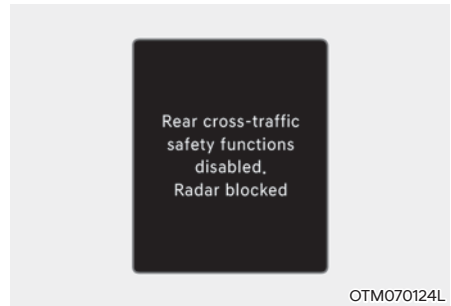 Rear cross-traffic
safety functions
disabled.
Radar blocked
OTM070124L